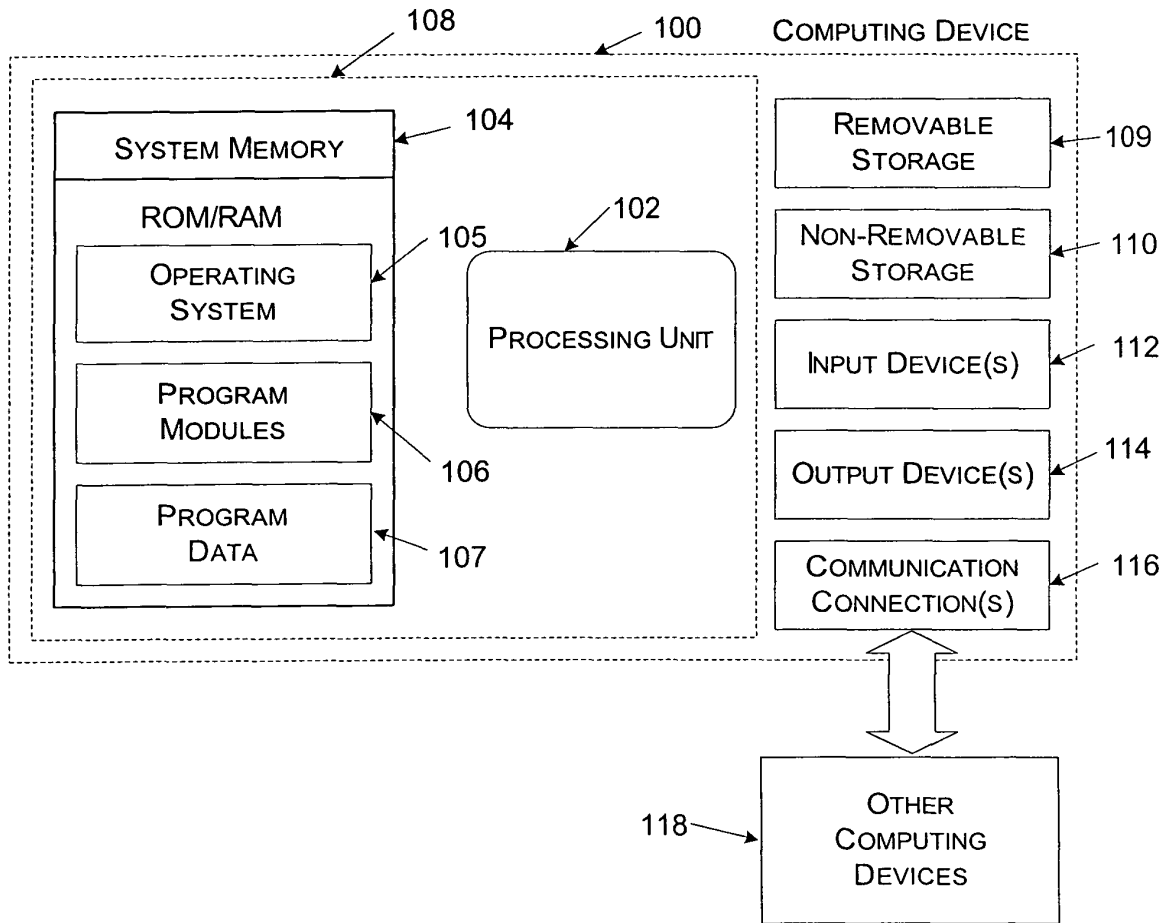 108
100
COMPUTING DEVICE
SYSTEM MEMORY
104
ROM/RAM
OPERATING
SYSTEM
105
PROGRAM
MODULES
106
PROGRAM
DATA
107
102
PROCESSING UNIT
REMOVABLE
STORAGE
109
NON-REMOVABLE
STORAGE
110
INPUT DEVICE(S)
112
OUTPUT DEVICE(S)
114
COMMUNICATION
CONNECTION(S)
116
OTHER
COMPUTING
DEVICES
118